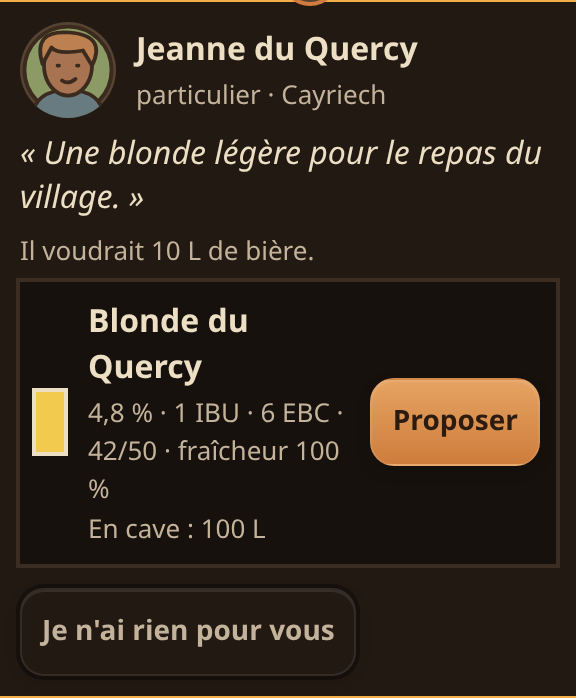 Jeanne du Quercy
particulier · Cayriech
« Une blonde légère pour le repas du
village. »
Il voudrait 10 L de bière.
Blonde du
Quercy
4,8 % · 1 IBU · 6 EBC ·
42/50 · fraîcheur 100
%
En cave : 100 L
Proposer
Je n'ai rien pour vous